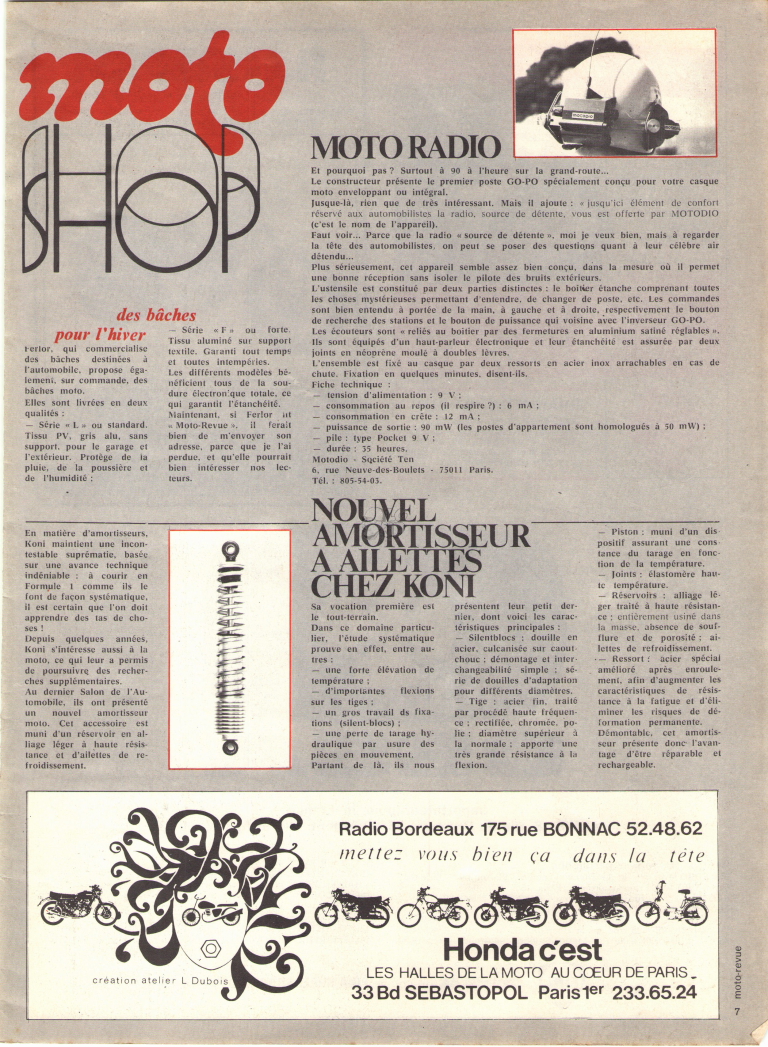 moto
SHOP
MOTO RADIO
Et pourquoi pas ? Surtout à 90 à l'heure sur la grand-route...
Le constructeur présente le premier poste GO-PO spécialement conçu pour votre casque
moto enveloppant ou intégral.
Jusque-là, rien que de très intéressant. Mais il ajoute : « jusqu'ici élément de confort
réservé aux automobilistes la radio, source de détente, vous est offerte par MOTODIO
(c'est le nom de l'appareil).
Faut voir... Parce que la radio « source de détente », moi je veux bien, mais à regarder
la tête des automobilistes, on peut se poser des questions quant à leur célèbre air
détendu...
Plus sérieusement, cet appareil semble assez bien conçu, dans la mesure où il permet
une bonne réception sans isoler le pilote des bruits extérieurs.
L'ustensile est constitué par deux parties distinctes : le boitier étanche comprenant toutes
les choses mystérieuses permettant d'entendre, de changer de poste, etc. Les commandes
sont bien entendu à portée de la main, à gauche et à droite, respectivement le bouton
de recherche des stations et le bouton de puissance qui voisine avec l'inverseur GO-PO.
Les écouteurs sont « reliés au boitier par des fermetures en aluminium satiné réglables ».
Ils sont équipés d'un haut-parleur électronique et leur étanchéité est assurée par deux
joints en néoprène moulé à doubles lèvres.
L'ensemble est fixé au casque par deux ressorts en acier inox arrachables en cas de
chute. Fixation en quelques minutes, disent-ils.
Fiche technique :
— tension d'alimentation : 9 V ;
— consommation au repos (il respire ?) : 6 mA ;
— consommation en crête : 12 mA ;
— puissance de sortie : 90 mW (les postes d'appartement sont homologués à 50 mW) ;
— pile : type Pocket 9 V ;
— durée : 35 heures.
Motodio - Société Ten
6, rue Neuve-des-Boulets - 75011 Paris.
Tél. : 805-54-03.
des bâches
pour l'hiver
Ferlor, qui commercialise
des bâches destinées à
l'automobile, propose éga-
lement, sur commande, des
bâches moto.
Elles sont livrées en deux
qualités :
— Série « L » ou standard.
Tissu PV, gris alu, sans
support, pour le garage et
l'extérieur. Protège de la
pluie, de la poussière et
de l'humidité :
— Série « F » ou forte.
Tissu aluminé sur support
textile. Garanti tout temps
et toutes intempéries.
Les différents modèles bé-
néficient tous de la sou-
dure électronique totale, ce
qui garantit l'étanchéité.
Maintenant, si Ferlor lit
« Moto-Revue », il ferait
bien de m'envoyer son
adresse, parce que je l'ai
perdue, et qu'elle pourrait
bien intéresser nos lec-
teurs.
NOUVEL
AMORTISSEUR
A AILETTES
CHEZ KONI
En matière d'amortisseurs,
Koni maintient une incon-
testable suprématie, basée
sur une avance technique
indéniable : à courir en
Formule 1 comme ils le
font de façon systématique,
il est certain que l'on doit
apprendre des tas de cho-
ses !
Depuis quelques années,
Koni s'intéresse aussi à la
moto, ce qui leur a permis
de poursuivre des recher-
ches supplémentaires.
Au dernier Salon de l'Au-
tomobile, ils ont présenté
un nouvel amortisseur
moto. Cet accessoire est
muni d'un réservoir en al-
liage léger à haute résis-
tance et d'ailettes de re-
froidissement.
Sa vocation première est
le tout-terrain.
Dans ce domaine particu-
lier, l'étude systématique
prouve en effet, entre au-
tres :
— une forte élévation de
température ;
— d'importantes flexions
sur les tiges ;
— un gros travail ds fixa-
tions (silent-blocs) ;
— une perte de tarage hy-
draulique par usure des
pièces en mouvement.
Partant de là, ils nous
présentent leur petit der-
nier, dont voici les carac-
téristiques principales :
— Silentblocs : douille en
acier, vulcanisée sur caout-
chouc ; démontage et inter-
changeabilité simple ; sé-
rie de douilles d'adaptation
pour différents diamètres.
— Tige : acier fin, traité
par procédé haute fréquen-
ce ; rectifiée, chromée, po-
lie ; diamètre supérieur à
la normale ; apporte une
très grande résistance à la
flexion.
— Piston : muni d'un dis-
positif assurant une cons-
tance du tarage en fonc-
tion de la température.
— Joints : élastomère hau-
te température.
— Réservoirs : alliage lé-
ger traité à haute résistan-
ce ; entièrement usiné dans
la masse, absence de souf-
flure et de porosité ; ai-
lettes de refroidissement.
— Ressort : acier spécial
amélioré après enroule-
ment, afin d'augmenter les
caractéristiques de résis-
tance à la fatigue et d'éli-
miner les risques de dé-
formation permanente.
Démontable, cet amortis-
seur présente donc l'avan-
tage d'être réparable et
rechargeable.
Radio Bordeaux 175 rue BONNAC 52.48.62
mettez vous bien ça dans la tête
Honda c'est
LES HALLES DE LA MOTO AU CŒUR DE PARIS
33 Bd SEBASTOPOL Paris 1er 233.65.24
création atelier L Dubois
moto-revue
7